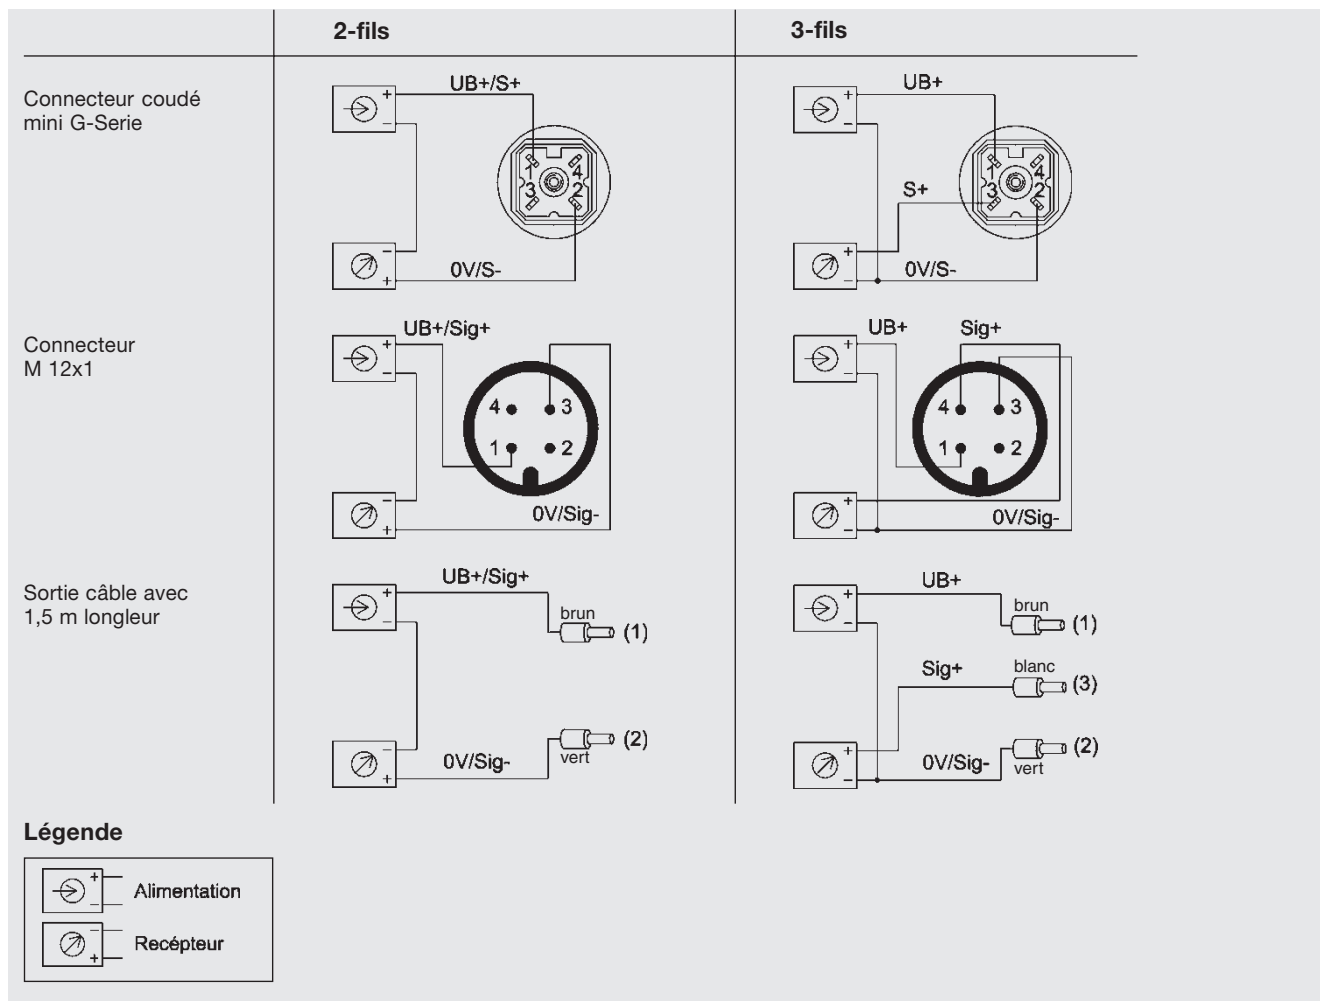 2-fils
3-fils
Connecteur coudé
mini G-Serie
UB+/S+
+
−
1
4
3
2
−
+
0V/S-
UB+
+
−
1
4
3
2
S+
+
−
0V/S-
Connecteur
M 12x1
UB+/Sig+
+
−
4
3
1
2
−
+
0V/Sig-
UB+
Sig+
+
−
4
3
1
2
+
−
0V/Sig-
Sortie câble avec
1,5 m longleur
UB+/Sig+
+
−
brun
(1)
−
+
0V/Sig-
(2)
vert
UB+
+
−
brun
(1)
Sig+
blanc
(3)
+
−
0V/Sig-
(2)
vert
Légende
+
−
Alimentation
−
+
Recépteur